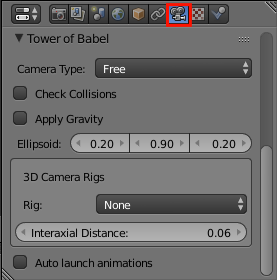 Tower of Babel
Camera Type: Free
Check Collisions
Apply Gravity
Ellipsoid: 0.20 0.90 0.20
3D Camera Rigs
Rig: None
Interaxial Distance: 0.06
Auto launch animations